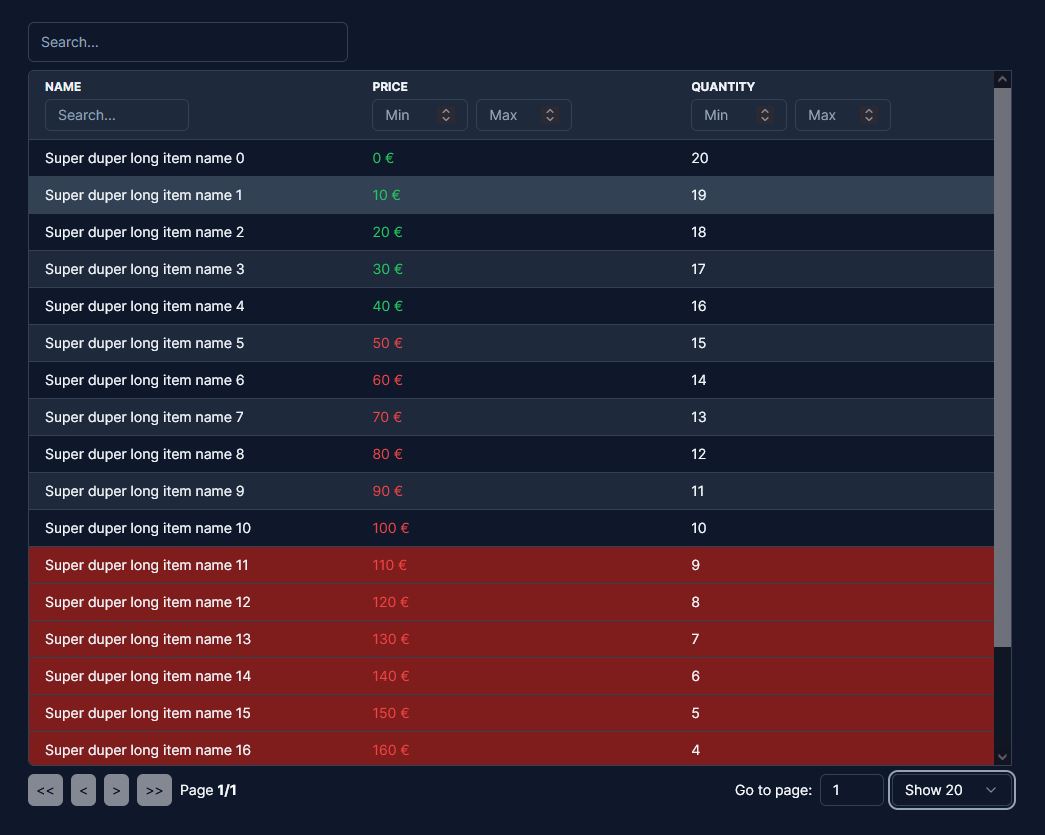 Search...
NAME PRICE QUANTITY
Search... Min Max Min Max
Super duper long item name 0 0 € 20
Super duper long item name 1 10 € 19
Super duper long item name 2 20 € 18
Super duper long item name 3 30 € 17
Super duper long item name 4 40 € 16
Super duper long item name 5 50 € 15
Super duper long item name 6 60 € 14
Super duper long item name 7 70 € 13
Super duper long item name 8 80 € 12
Super duper long item name 9 90 € 11
Super duper long item name 10 100 € 10
Super duper long item name 11 110 € 9
Super duper long item name 12 120 € 8
Super duper long item name 13 130 € 7
Super duper long item name 14 140 € 6
Super duper long item name 15 150 € 5
Super duper long item name 16 160 € 4
<< < > >> Page 1/1 Go to page: 1 Show 20